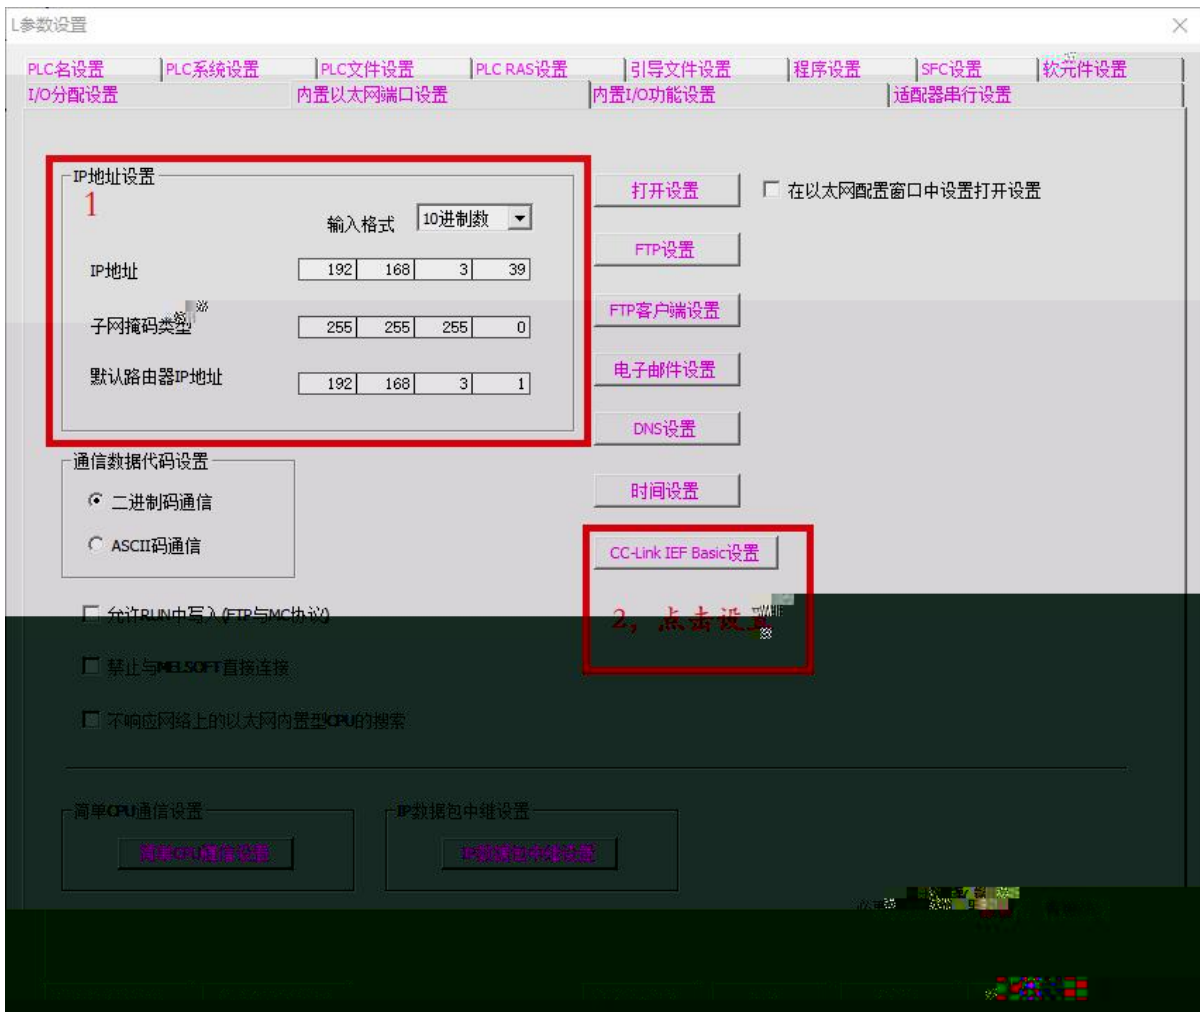 L参数设置
PLC名设置 PLC系统设置 PLC文件设置 PLC RAS设置 引导文件设置 程序设置 SFC设置 软元件设置
I/O分配设置 内置以太网端口设置 内置I/O功能设置 适配器串行设置
IP地址设置
1
输入格式 10进制数
IP地址 192 168 3 39
子网掩码类型 255 255 255 0
默认路由器IP地址 192 168 3 1
打开设置 在以太网配置窗口中设置打开设置
FTP设置
FTP客户端设置
电子邮件设置
DNS设置
时间设置
CC-Link IEF Basic设置
2，点击设置
通信数据代码设置
二进制码通信
ASCII码通信
允许RUN中写入(FTP与MC协议)
禁止与MELSOFT直接连接
不响应网络上的以太网内置型CPU的搜索
简单CPU通信设置 IP数据包中继设置
简单CPU通信设置 IP数据包中继设置